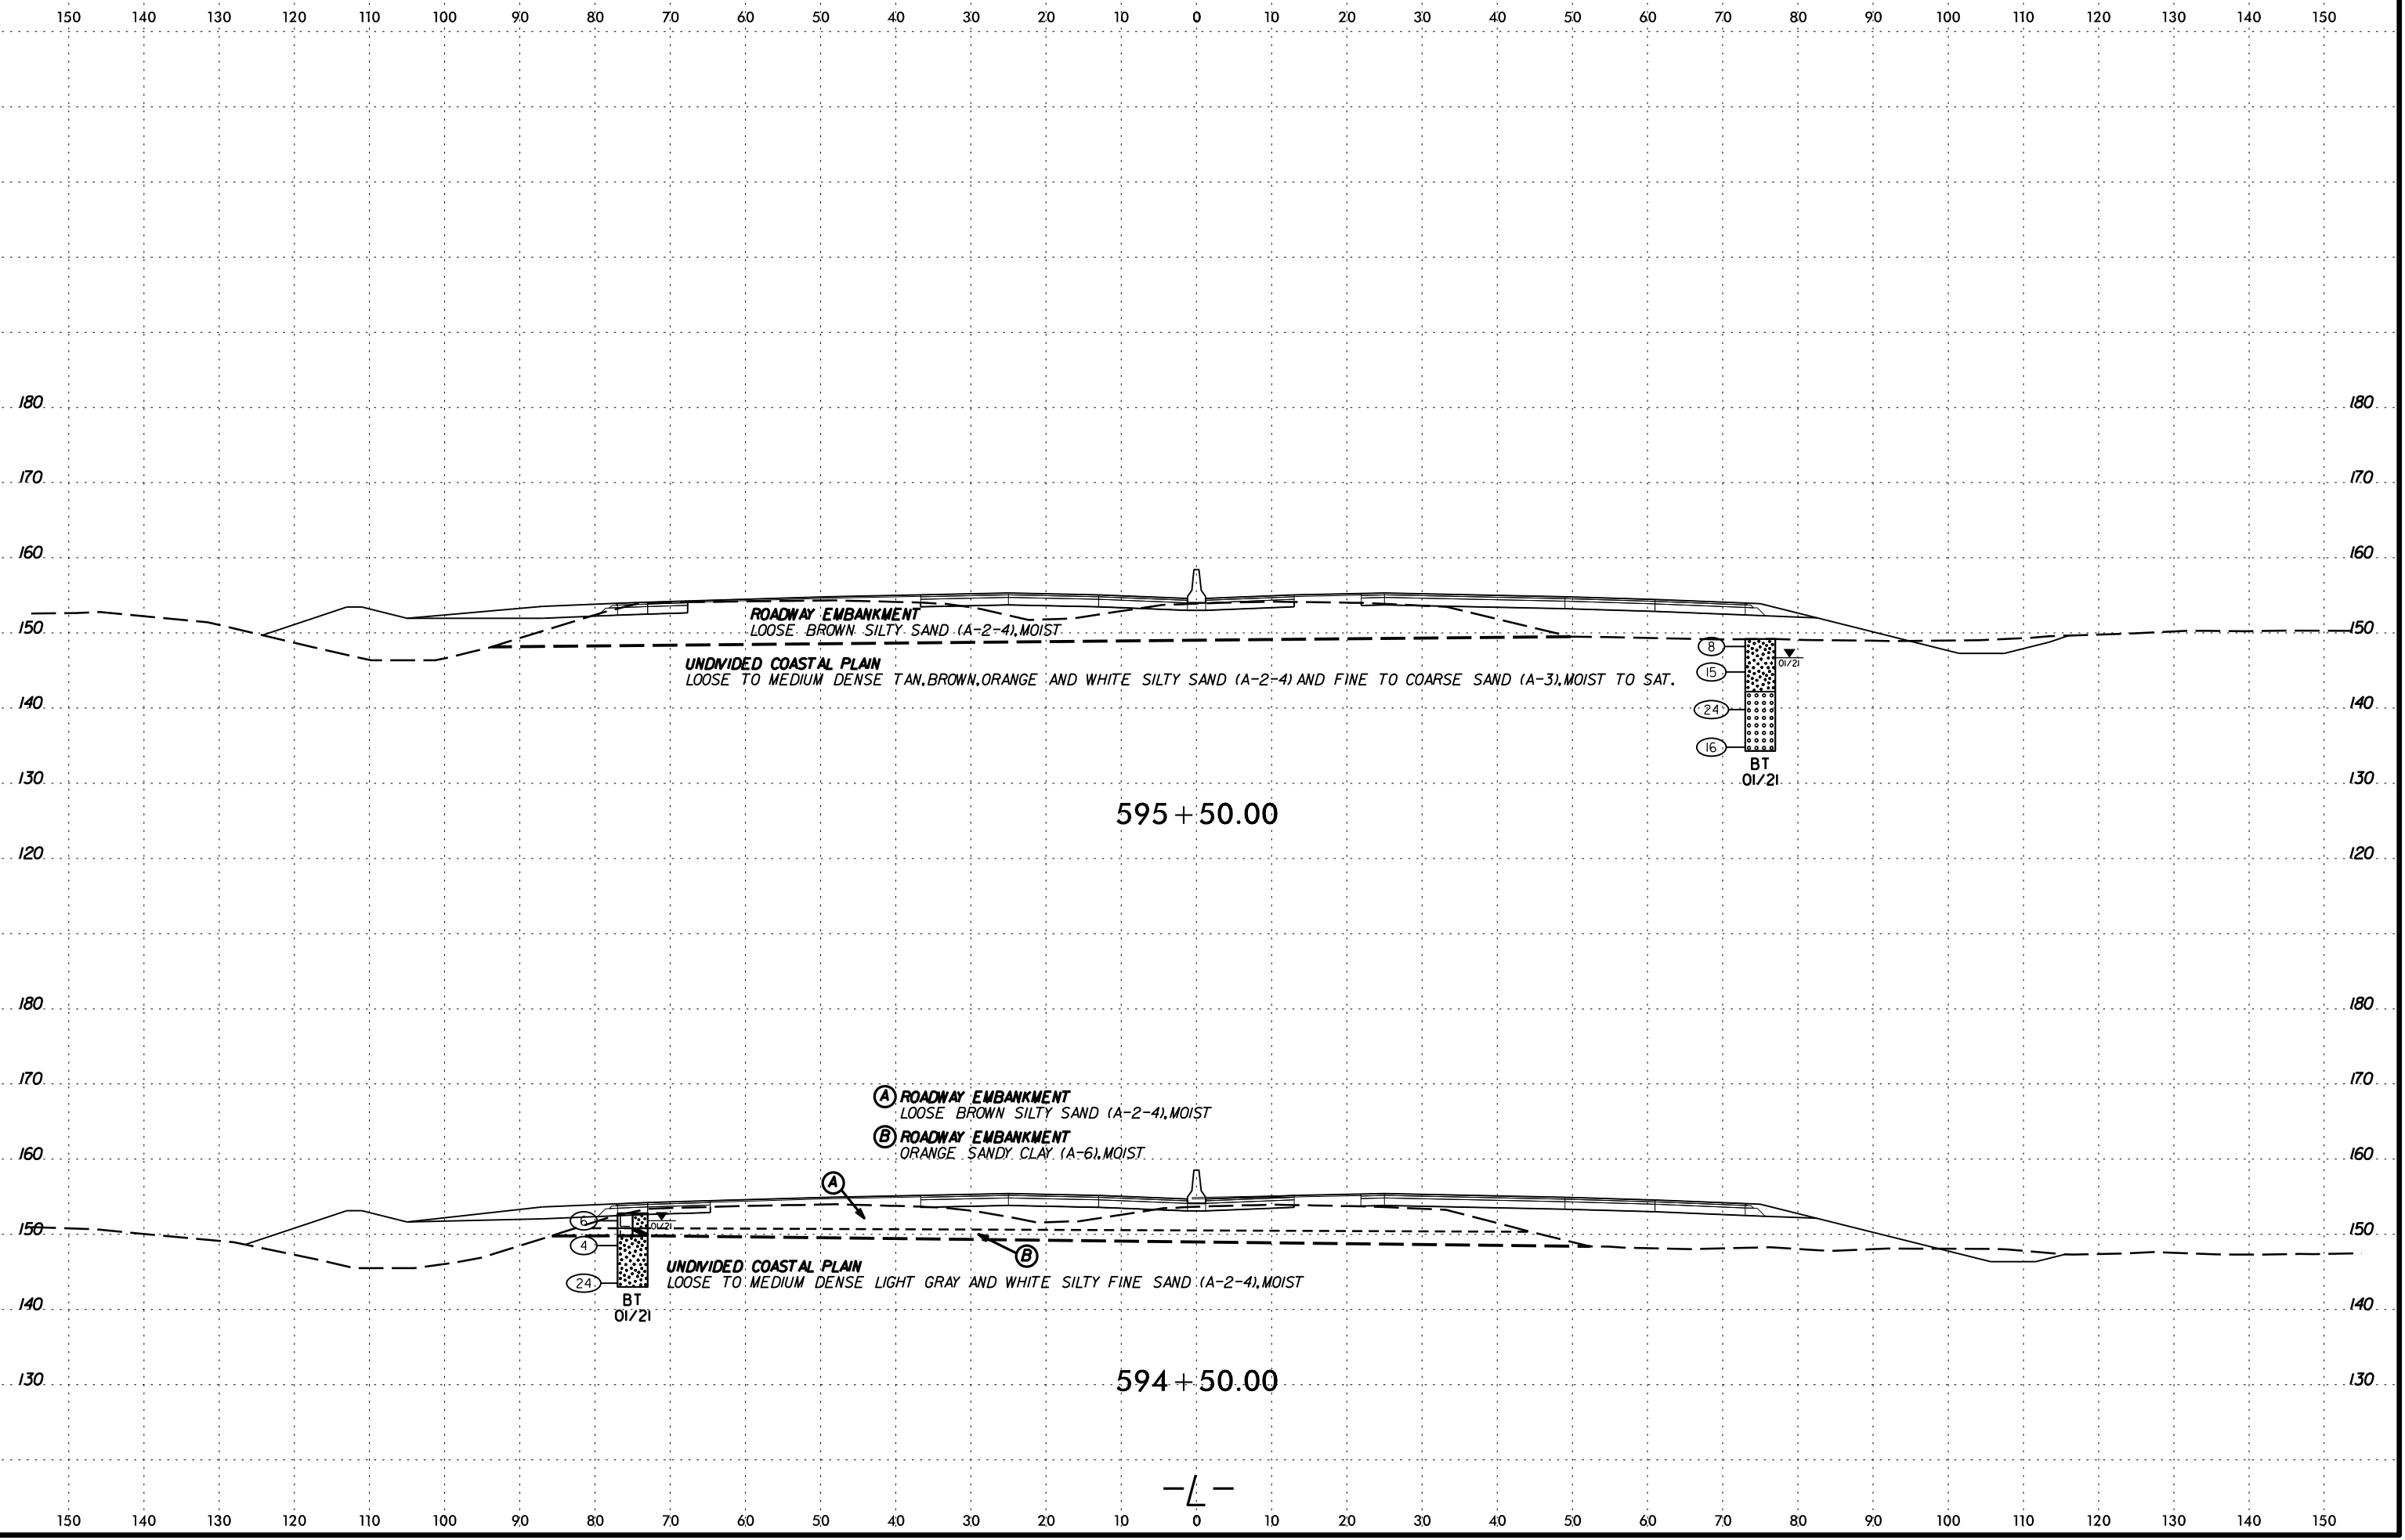 150 140 130 120 110 100 90 80 70 60 50 40 30 20 10 0 10 20 30 40 50 60 70 80 90 100 110 120 130 140 150
180 180
170 170
160 160
ROADWAY EMBANKMENT
LOOSE BROWN SILTY SAND (A-2-4), MOIST
150 150
8
01/21
UNDIVIDED COASTAL PLAIN
LOOSE TO MEDIUM DENSE TAN, BROWN, ORANGE AND WHITE SILTY SAND (A-2-4) AND FINE TO COARSE SAND (A-3), MOIST TO SAT.
15
140 24 140
16
BT
130 01/21 130
595+50.00
120 120
180 180
170 170
A ROADWAY EMBANKMENT
LOOSE BROWN SILTY SAND (A-2-4), MOIST
B ROADWAY EMBANKMENT
160 ORANGE SANDY CLAY (A-6), MOIST 160
A
6 01/21
150 150
4
B
UNDIVIDED COASTAL PLAIN
24 LOOSE TO MEDIUM DENSE LIGHT GRAY AND WHITE SILTY FINE SAND (A-2-4), MOIST
BT
140 140
01/21
594+50.00
130 130
-L-
150 140 130 120 110 100 90 80 70 60 50 40 30 20 10 0 10 20 30 40 50 60 70 80 90 100 110 120 130 140 150